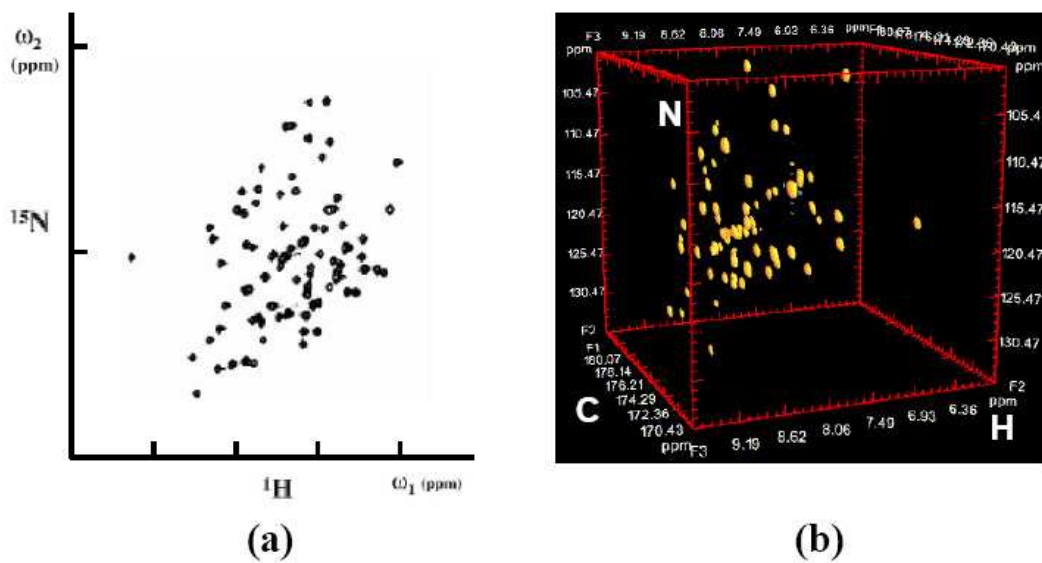 ω₂
(ppm)
¹⁵N
¹H
ω₁ (ppm)
(a)
F3 9.19 8.62 8.06 7.49 6.93 6.36 ppm
ppm
ppm
105.47
110.47
115.47
120.47
125.47
130.47
F2
F1
180.07
178.14
176.21
174.29
172.36
170.43
ppm
F3
9.19 8.62 8.06 7.49 6.93 6.36 ppm
F2
105.4
110.47
115.47
120.47
125.47
130.47
N
C
H
(b)